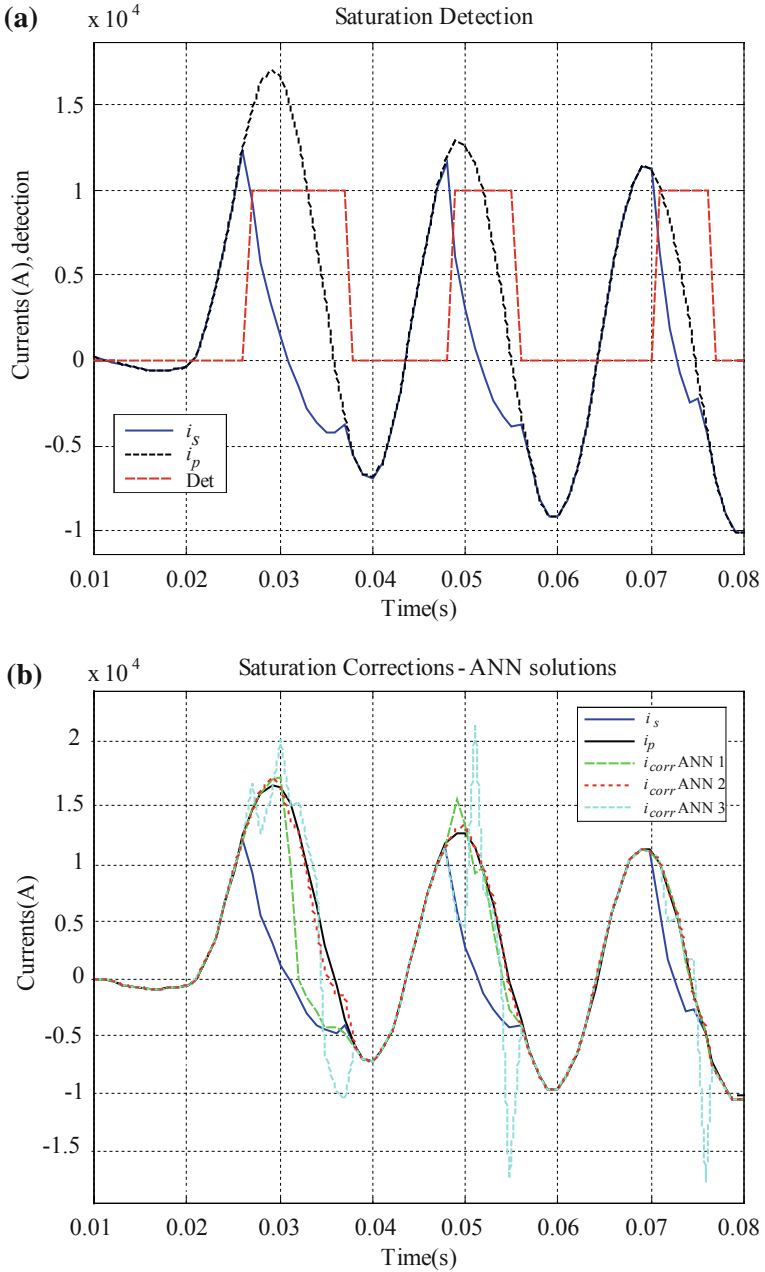 (a)
x 10⁴
Saturation Detection
1.5
1
0.5
0
-0.5
-1
Currents(A), detection
i_s
i_p
Det
0.01 0.02 0.03 0.04 0.05 0.06 0.07 0.08
Time(s)
(b)
x 10⁴
Saturation Corrections - ANN solutions
2
1.5
1
0.5
0
-0.5
-1
-1.5
Currents(A)
i_s
i_p
i_corr ANN 1
i_corr ANN 2
i_corr ANN 3
0.01 0.02 0.03 0.04 0.05 0.06 0.07 0.08
Time(s)